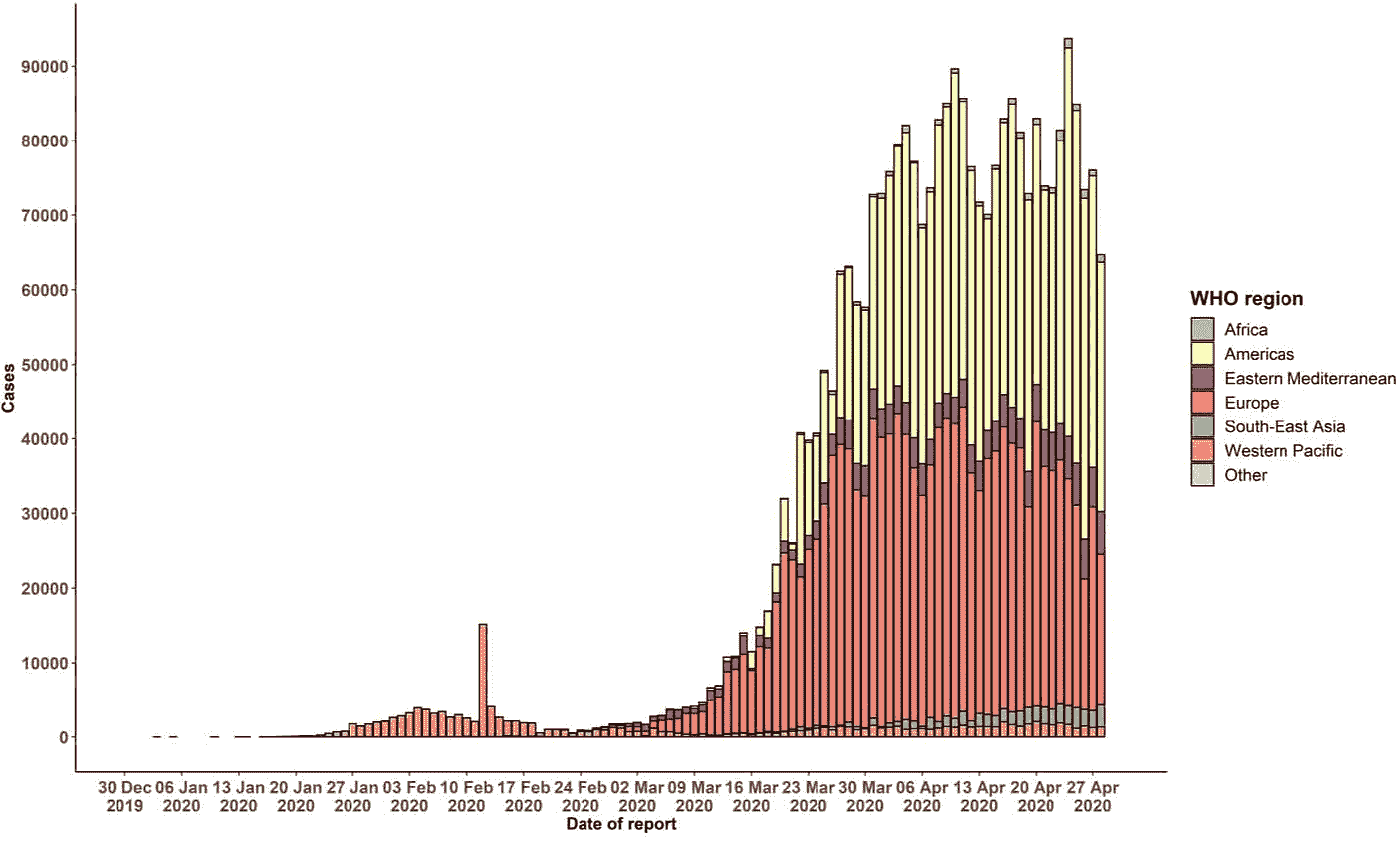 90000
80000
70000
60000
50000
40000
30000
20000
10000
0
Cases
30 Dec 06 Jan 13 Jan 20 Jan 27 Jan 03 Feb 10 Feb 17 Feb 24 Feb 02 Mar 09 Mar 16 Mar 23 Mar 30 Mar 06 Apr 13 Apr 20 Apr 27 Apr
2019 2020 2020 2020 2020 2020 2020 2020 2020 2020 2020 2020 2020 2020 2020 2020 2020 2020
Date of report
WHO region
Africa
Americas
Eastern Mediterranean
Europe
South-East Asia
Western Pacific
Other